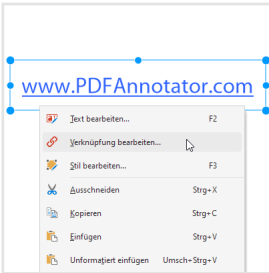 www.PDFAnnotator.com
Text bearbeiten... F2
Verknüpfung bearbeiten...
Stil bearbeiten... F3
Ausschneiden Strg+X
Kopieren Strg+C
Einfügen Strg+V
Unformatiert einfügen Umsch+Strg+V